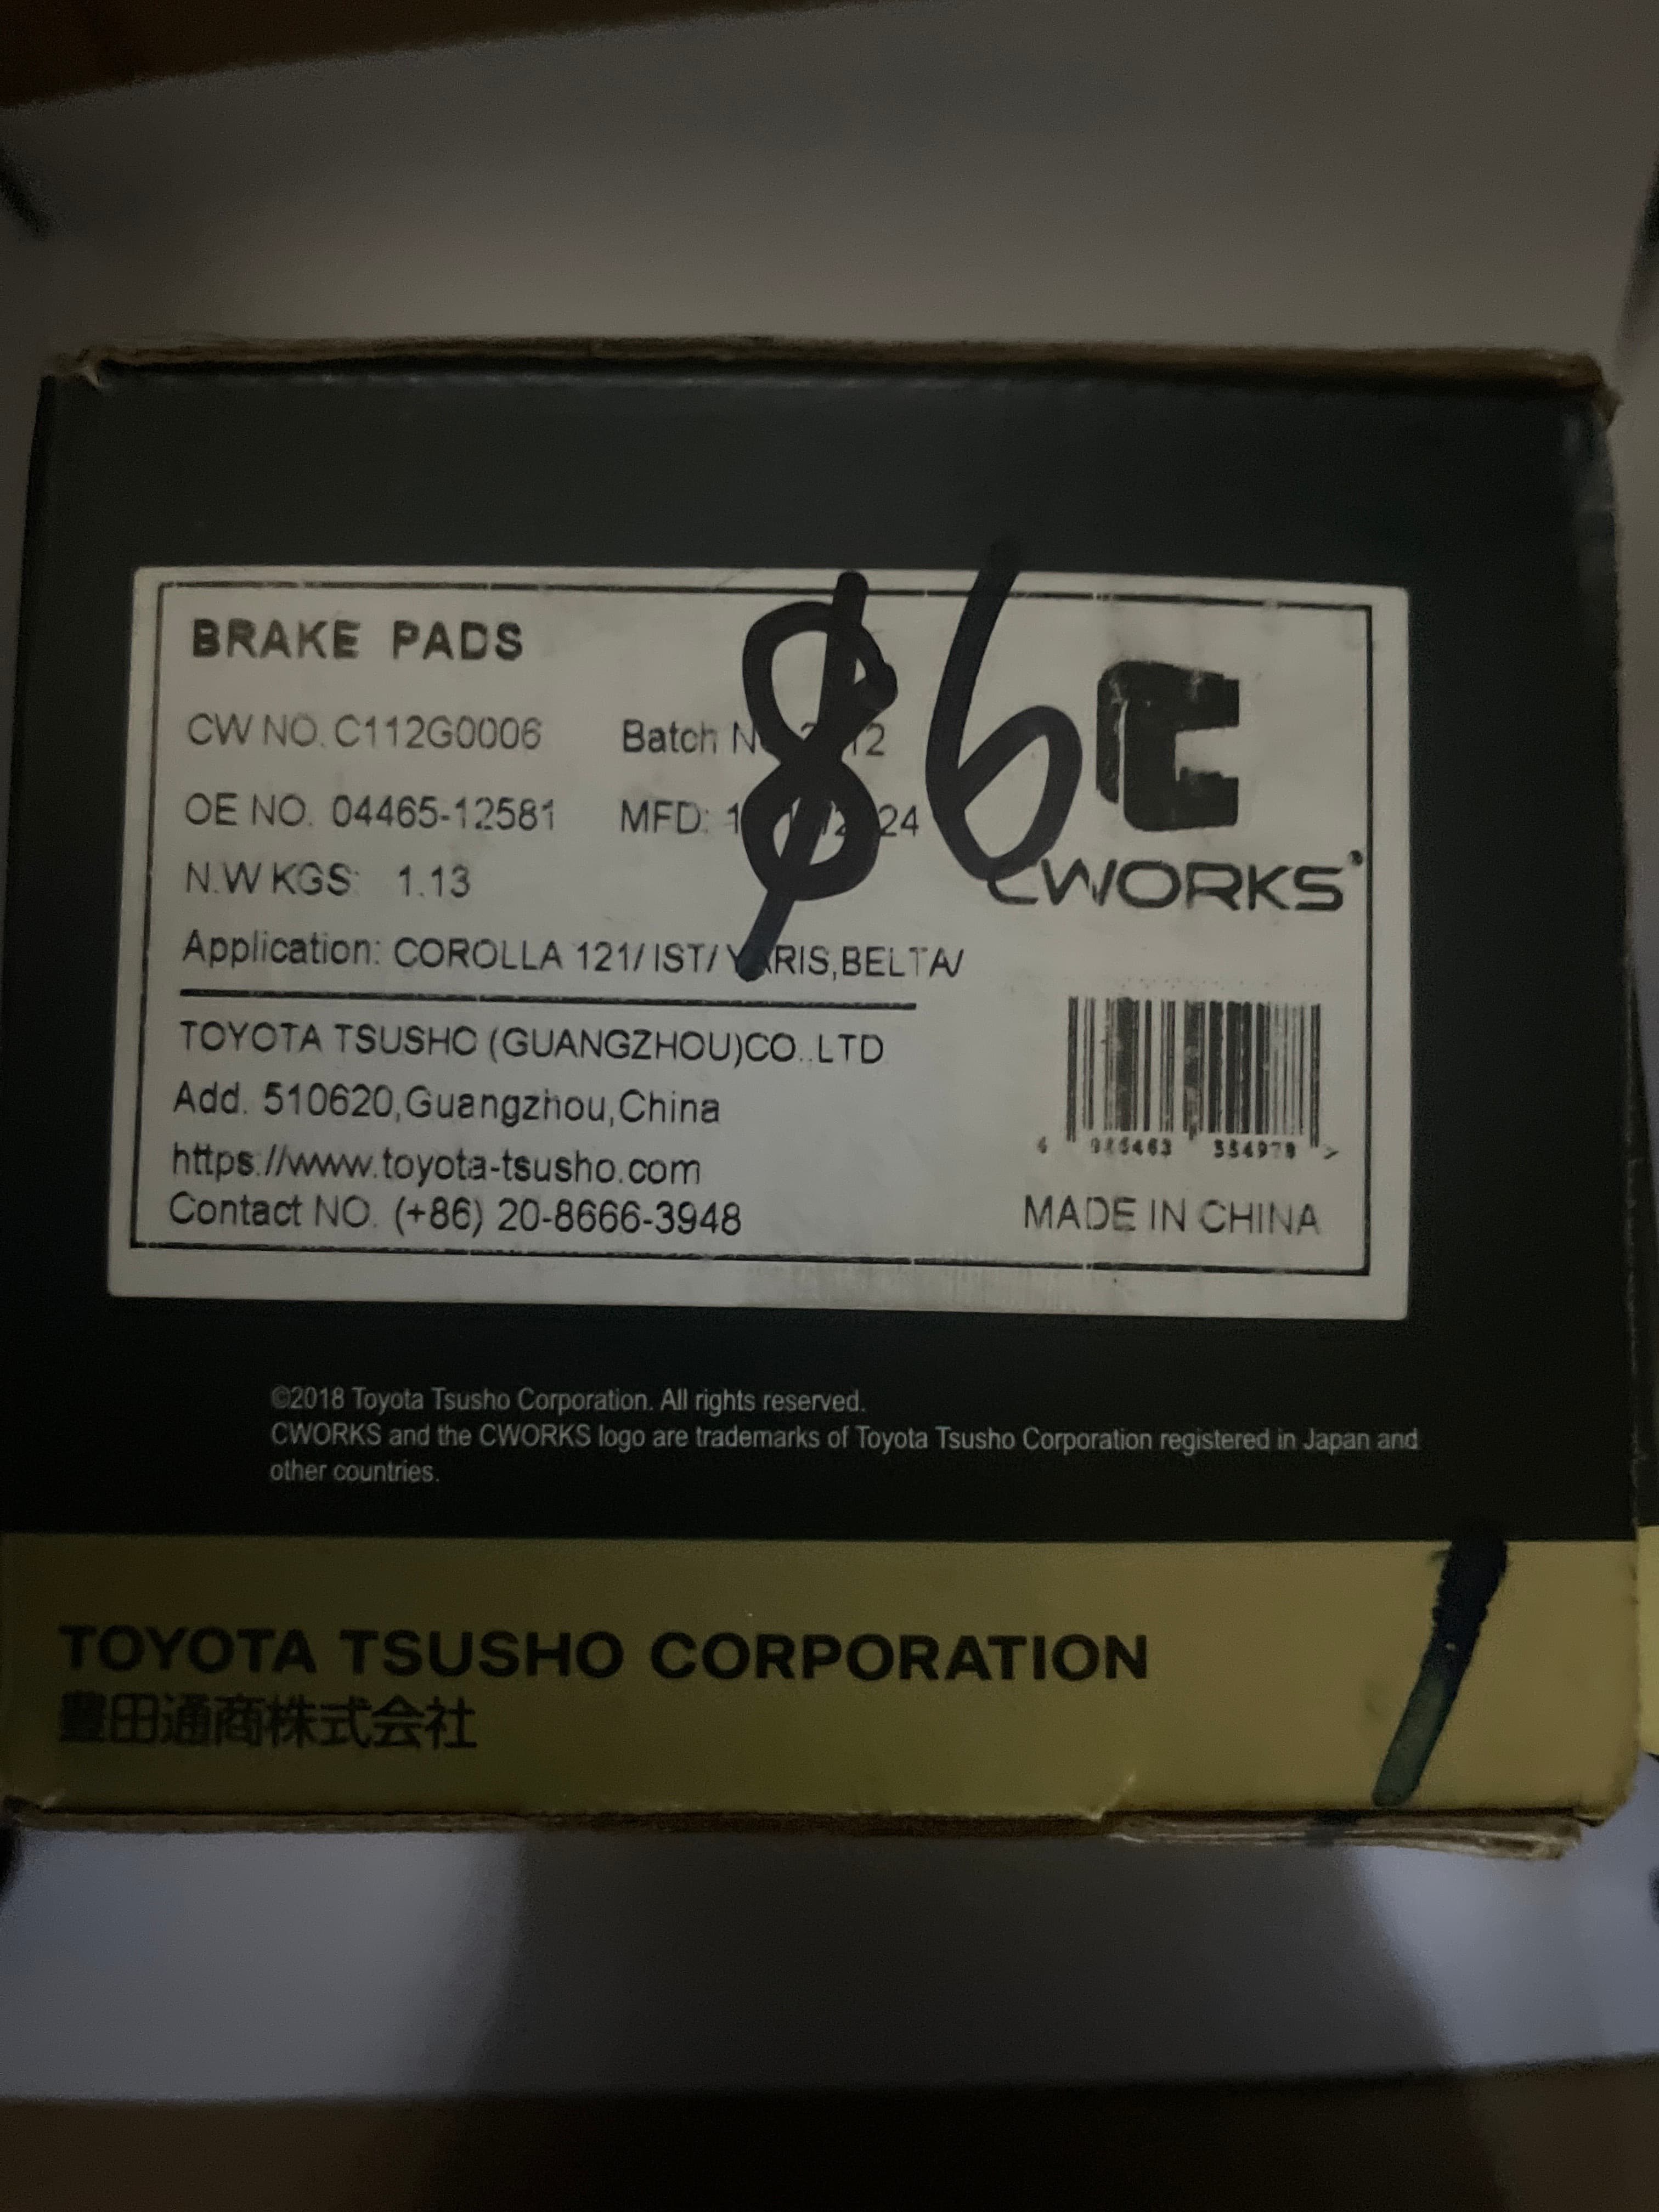 $6
BRAKE PADS
CW NO. C112G0006 Batch
OE NO. 04465-12581 MFD:
N.W KGS: 1.13
Application: COROLLA 121/ IST/ YARIS,BELTA/
CWORKS
TOYOTA TSUSHO (GUANGZHOU)CO.,LTD
Add. 510620,Guangzhou,China
https://www.toyota-tsusho.com
Contact NO. (+86) 20-8666-3948
MADE IN CHINA
©2018 Toyota Tsusho Corporation. All rights reserved.
CWORKS and the CWORKS logo are trademarks of Toyota Tsusho Corporation registered in Japan and
other countries.
TOYOTA TSUSHO CORPORATION
豊田通商株式会社